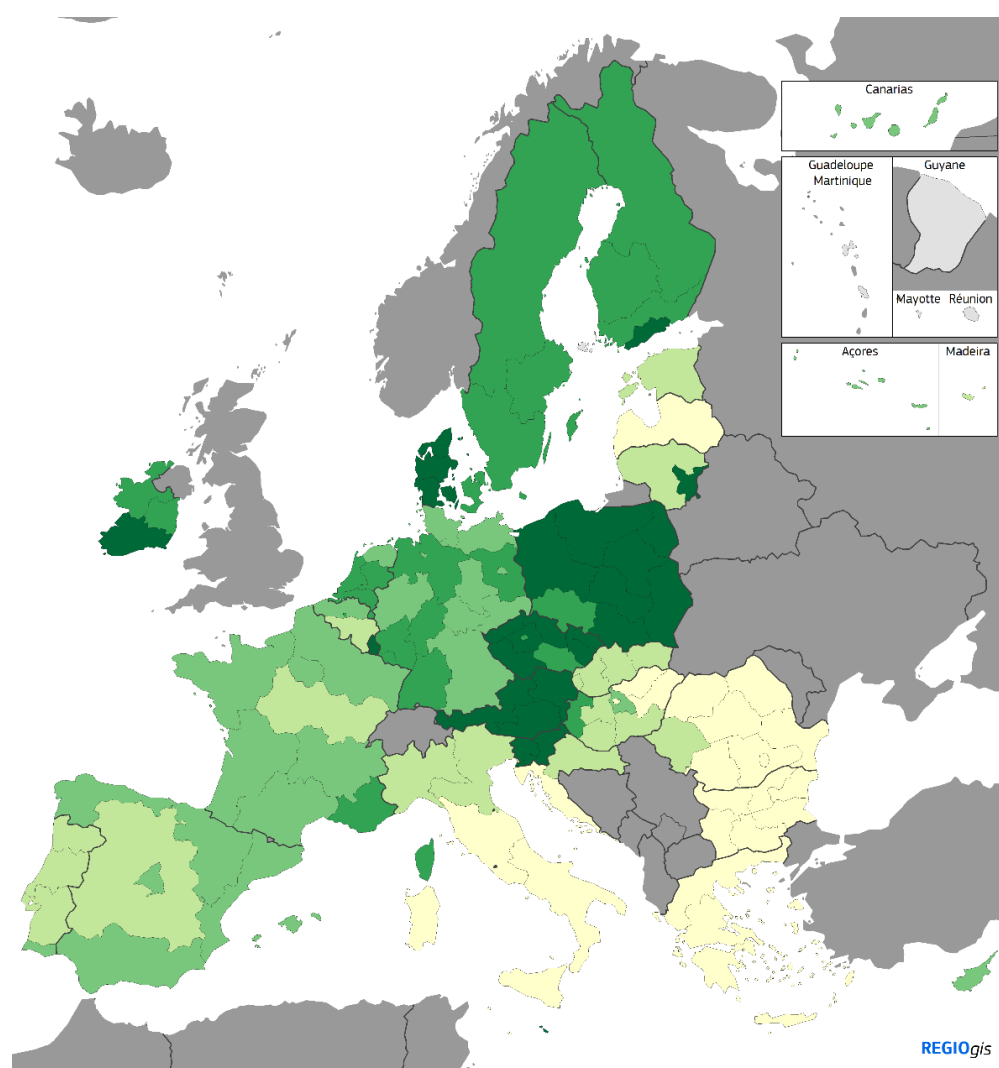 Canarias
Guadeloupe
Martinique
Guyane
Mayotte
Réunion
Açores
Madeira
REGIOgis